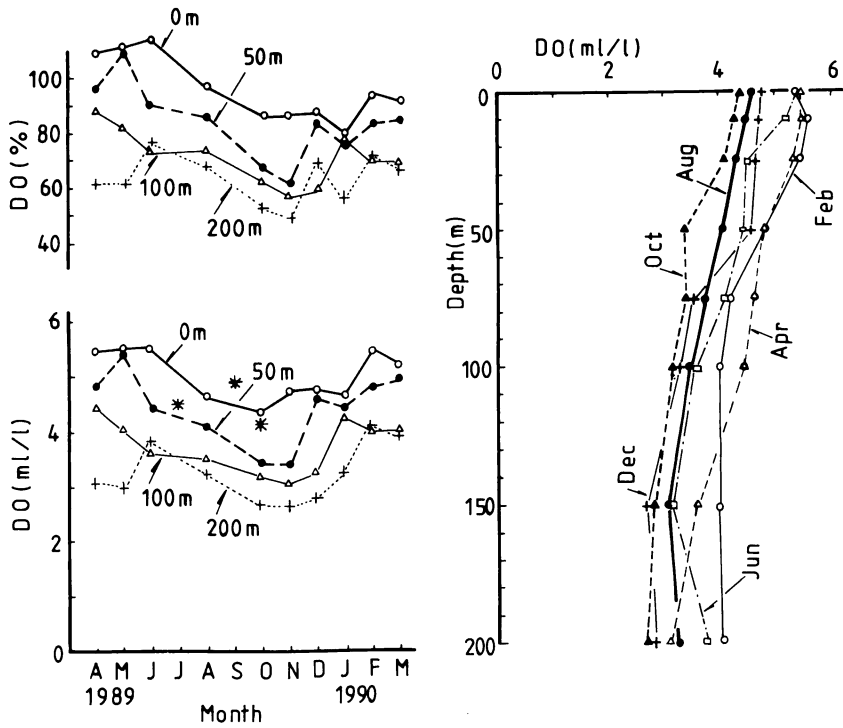 0m
50m
100
80
60
40
DO(%)
100m
200m
6
4
2
0
DO(ml/l)
0m
50m
100m
200m
A M J J A S O N D J F M
1989 1990
Month
DO(ml/l)
2 4 6
0
50
100
150
200
Depth(m)
Aug
Feb
Oct
Apr
Dec
Jun